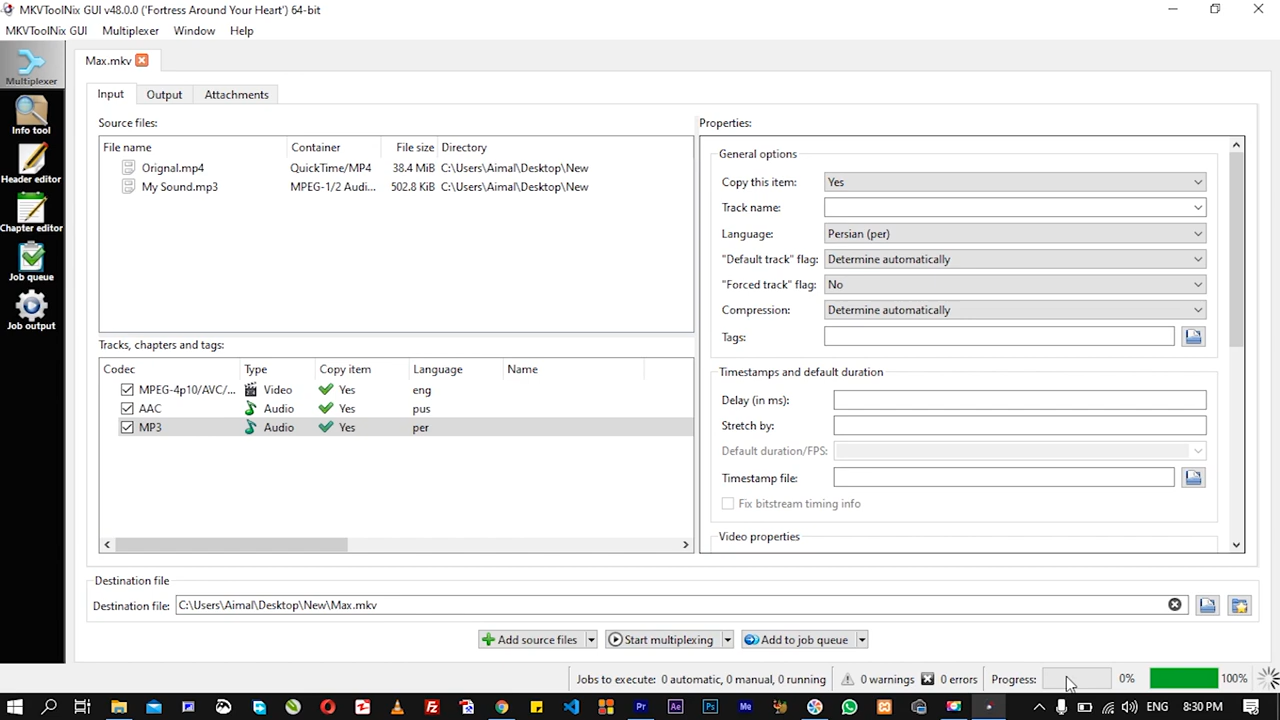 MKVToolNix GUI v48.0.0 ('Fortress Around Your Heart') 64-bit
MKVToolNix GUI Multiplexer Window Help
Multiplexer
Info tool
Header editor
Chapter editor
Job queue
Job output
Max.mkv
Input Output Attachments
Source files:
File name Container File size Directory
Orignal.mp4 QuickTime/MP4 38.4 MiB C:\Users\Aimal\Desktop\New
My Sound.mp3 MPEG-1/2 Audi... 502.8 KiB C:\Users\Aimal\Desktop\New
Tracks, chapters and tags:
Codec Type Copy item Language Name
MPEG-4p10/AVC/... Video Yes eng
AAC Audio Yes pus
MP3 Audio Yes per
Properties:
General options
Copy this item: Yes
Track name:
Language: Persian (per)
"Default track" flag: Determine automatically
"Forced track" flag: No
Compression: Determine automatically
Tags:
Timestamps and default duration
Delay (in ms):
Stretch by:
Default duration/FPS:
Timestamp file:
Fix bitstream timing info
Video properties
Destination file
Destination file: C:\Users\Aimal\Desktop\New\Max.mkv
Add source files Start multiplexing Add to job queue
Jobs to execute: 0 automatic, 0 manual, 0 running 0 warnings 0 errors Progress: 0% 100%
Pr Ae Ps Me ENG 8:30 PM